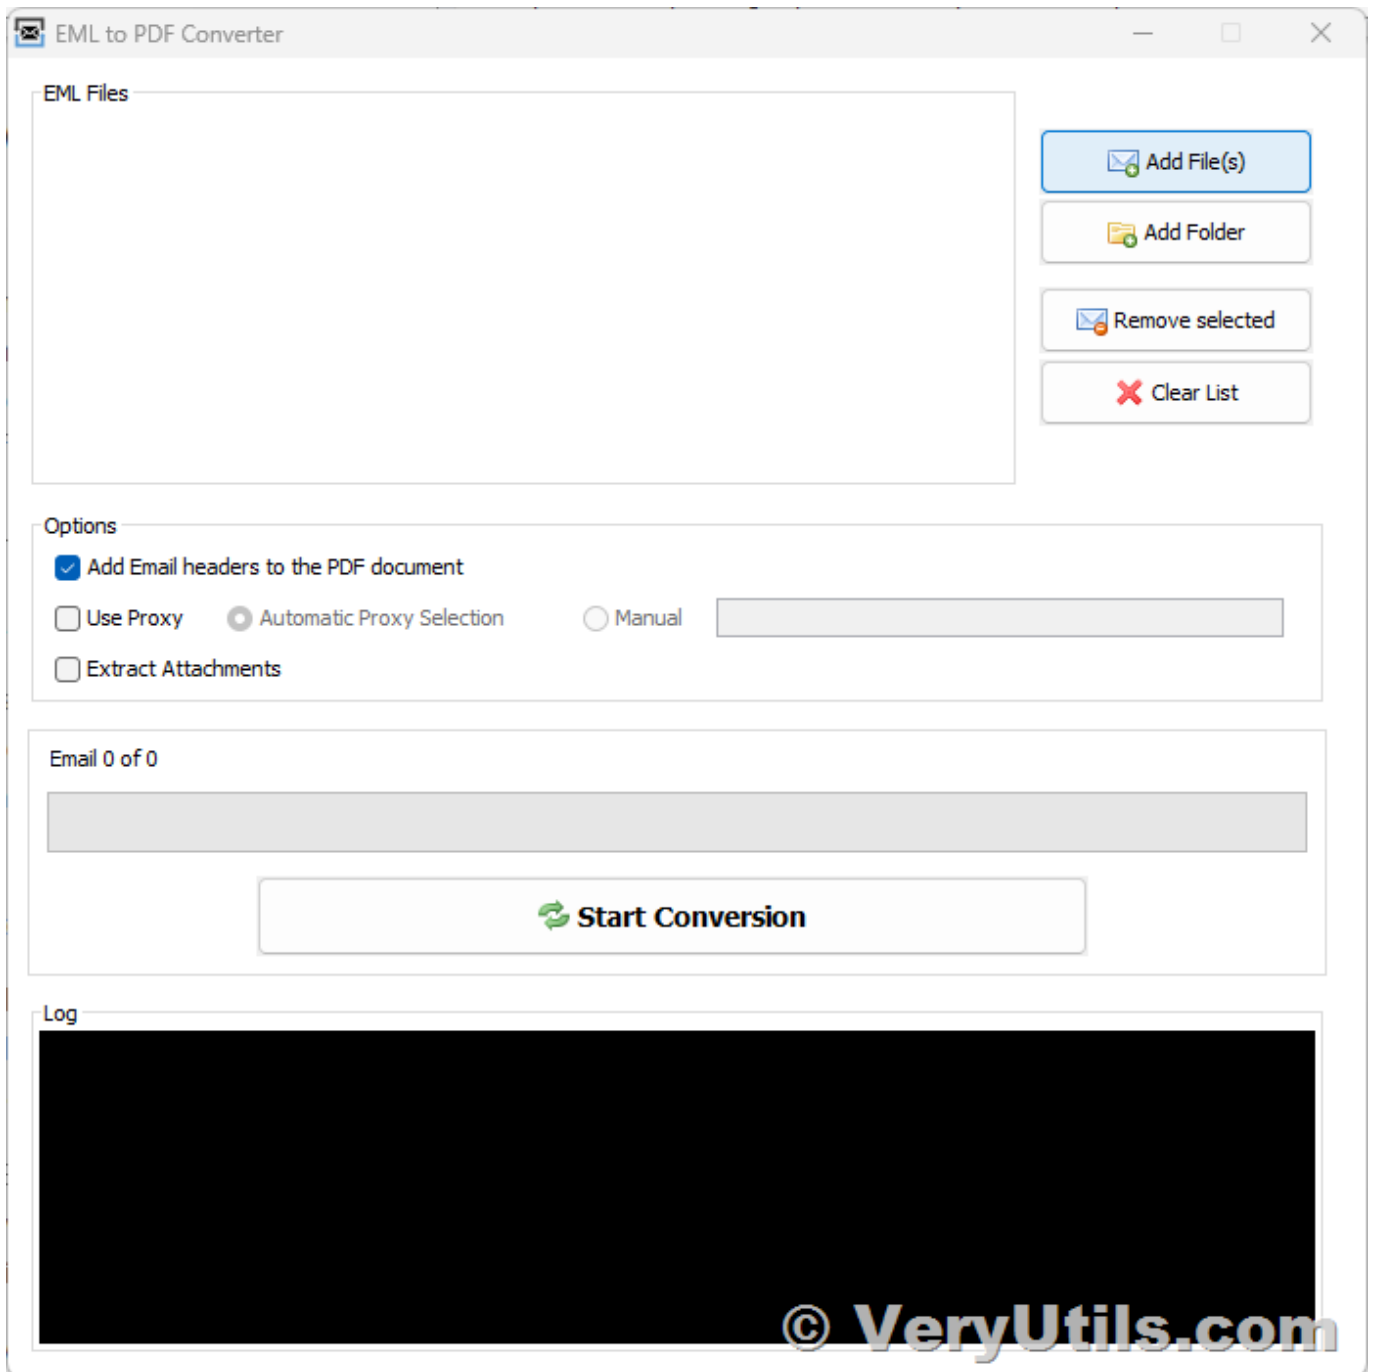 EML to PDF Converter
EML Files
Add File(s)
Add Folder
Remove selected
Clear List
Options
Add Email headers to the PDF document
Use Proxy Automatic Proxy Selection Manual
Extract Attachments
Email 0 of 0
Start Conversion
Log
© VeryUtils.com